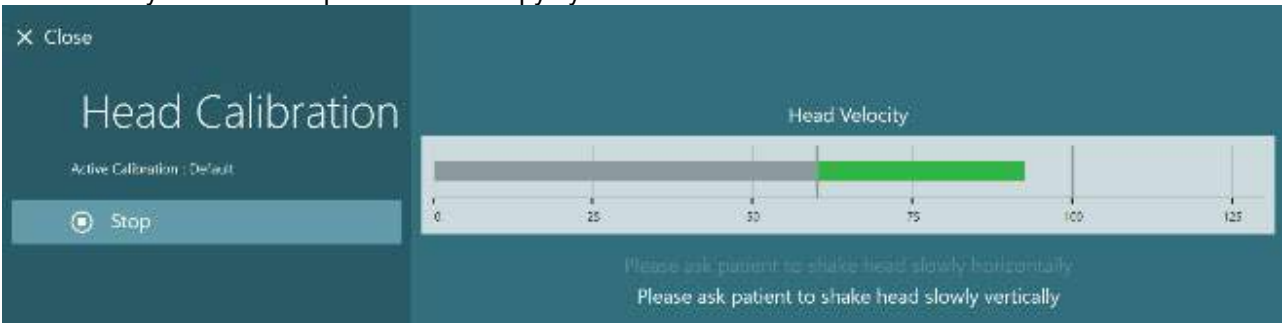 Close
Head Calibration
Head Velocity
Active Calibration : Default
Stop
0 25 50 75 100 125
Please ask patient to shake head slowly horizontally
Please ask patient to shake head slowly vertically